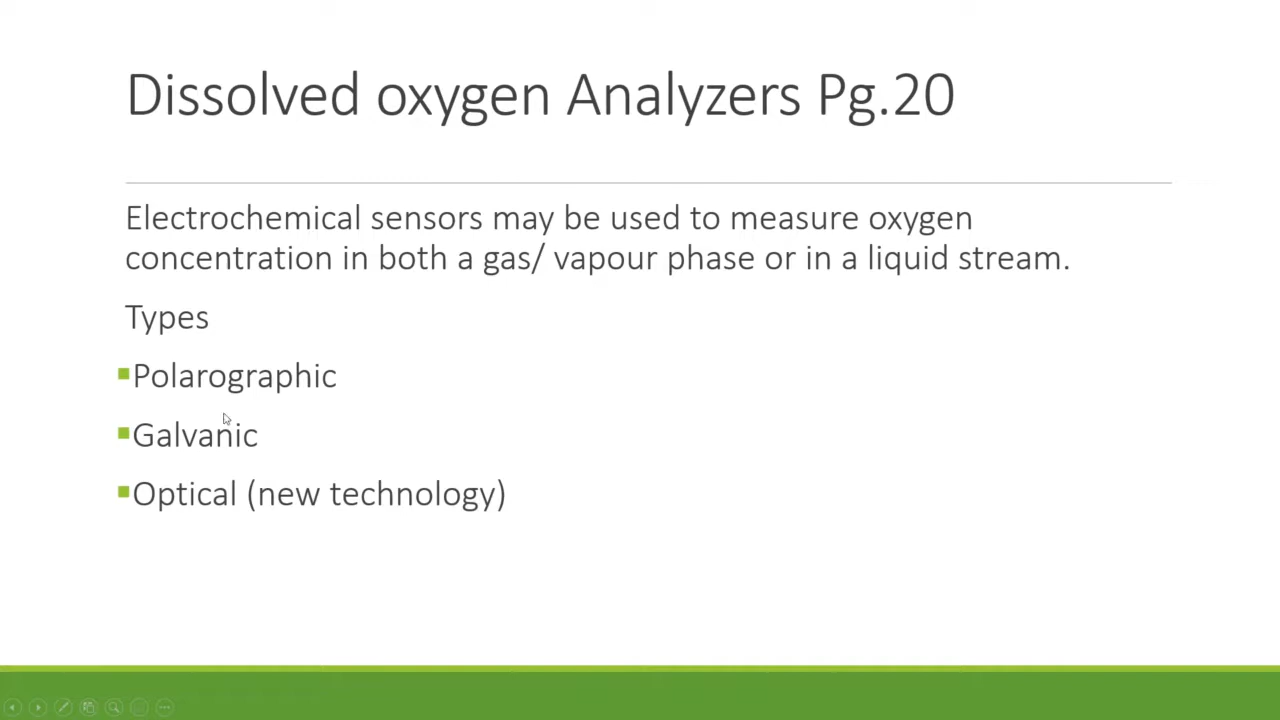 Dissolved oxygen Analyzers Pg.20
Electrochemical sensors may be used to measure oxygen
concentration in both a gas/ vapour phase or in a liquid stream.
Types
▪Polarographic
▪Galvanic
▪Optical (new technology)